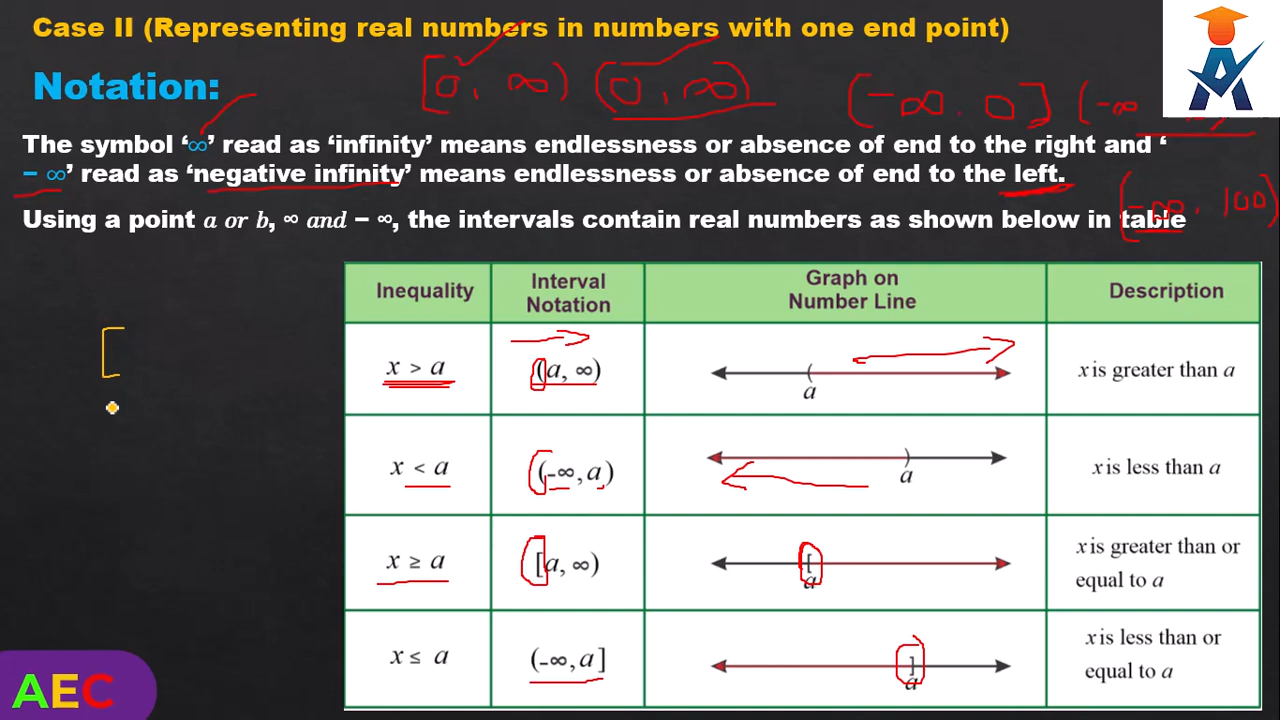 Case II (Representing real numbers in numbers with one end point)
[0, ∞) (0, ∞) (-∞, 0] (-∞
Notation:
The symbol ‘∞’ read as ‘infinity’ means endlessness or absence of end to the right and ‘
− ∞’ read as ‘negative infinity’ means endlessness or absence of end to the left.
(-∞, 100)
Using a point a or b, ∞ and − ∞, the intervals contain real numbers as shown below in table
Inequality Interval Notation Graph on Number Line Description
x > a (a, ∞) ( a x is greater than a
x < a (-∞, a) ) a x is less than a
x ≥ a [a, ∞) [ a x is greater than or equal to a
x ≤ a (-∞, a] ] a x is less than or equal to a
[
AEC